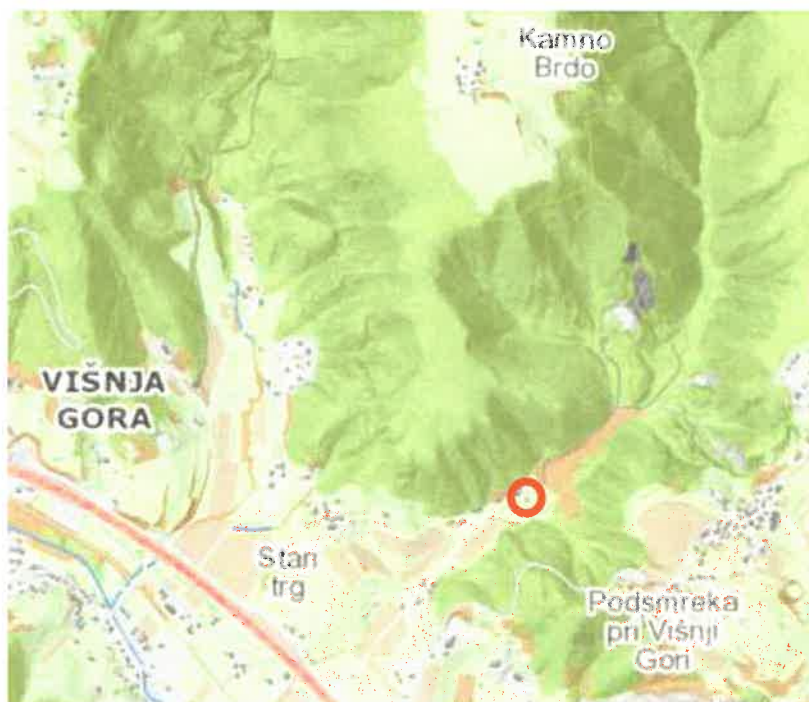 Kamno
Brdo
VIŠNJA
GORA
Stari
trg
Podsmreka
pri Višnji
Gori